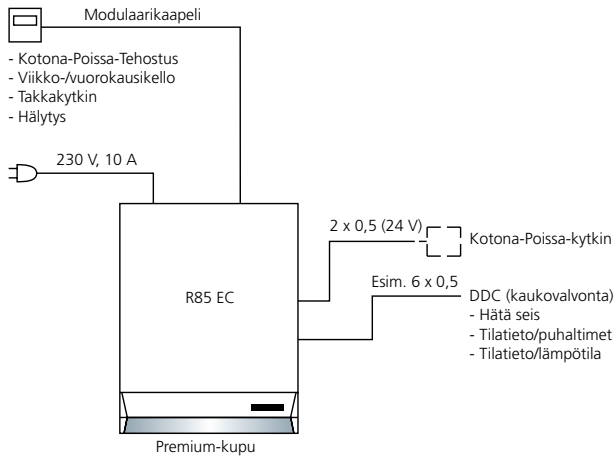 Modulaarikaapeli
- Kotona-Poissa-Tehostus
- Viikko-/vuorokausikello
- Takkakytkin
- Hälytys
230 V, 10 A
2 x 0,5 (24 V)
Kotona-Poissa-kytkin
R85 EC
Esim. 6 x 0,5
DDC (kaukovalvonta)
- Hätä seis
- Tilatieto/puhaltimet
- Tilatieto/lämpötila
Premium-kupu